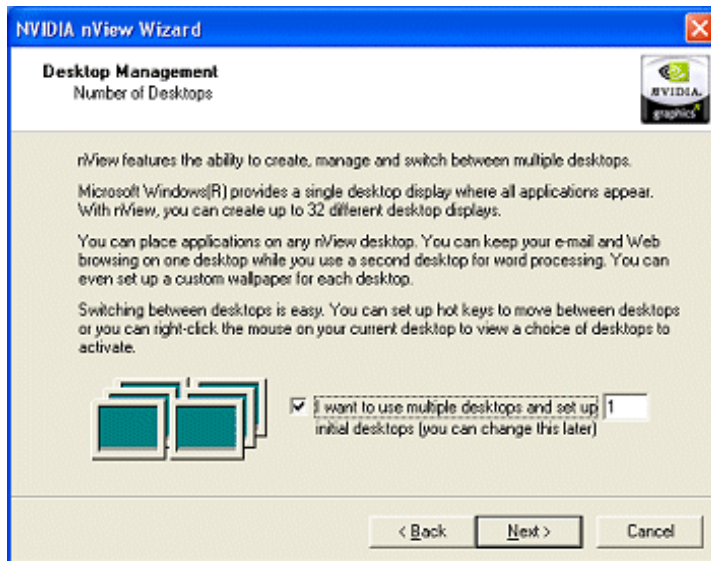 NVIDIA nView Wizard
Desktop Management
Number of Desktops
NVIDIA.
graphics
nView features the ability to create, manage and switch between multiple desktops.
Microsoft Windows(R) provides a single desktop display where all applications appear.
With nView, you can create up to 32 different desktop displays.
You can place applications on any nView desktop. You can keep your e-mail and Web
browsing on one desktop while you use a second desktop for word processing. You can
even set up a custom wallpaper for each desktop.
Switching between desktops is easy. You can set up hot keys to move between desktops
or you can right-click the mouse on your current desktop to view a choice of desktops to
activate.
I want to use multiple desktops and set up 1
initial desktops (you can change this later)
< Back Next > Cancel